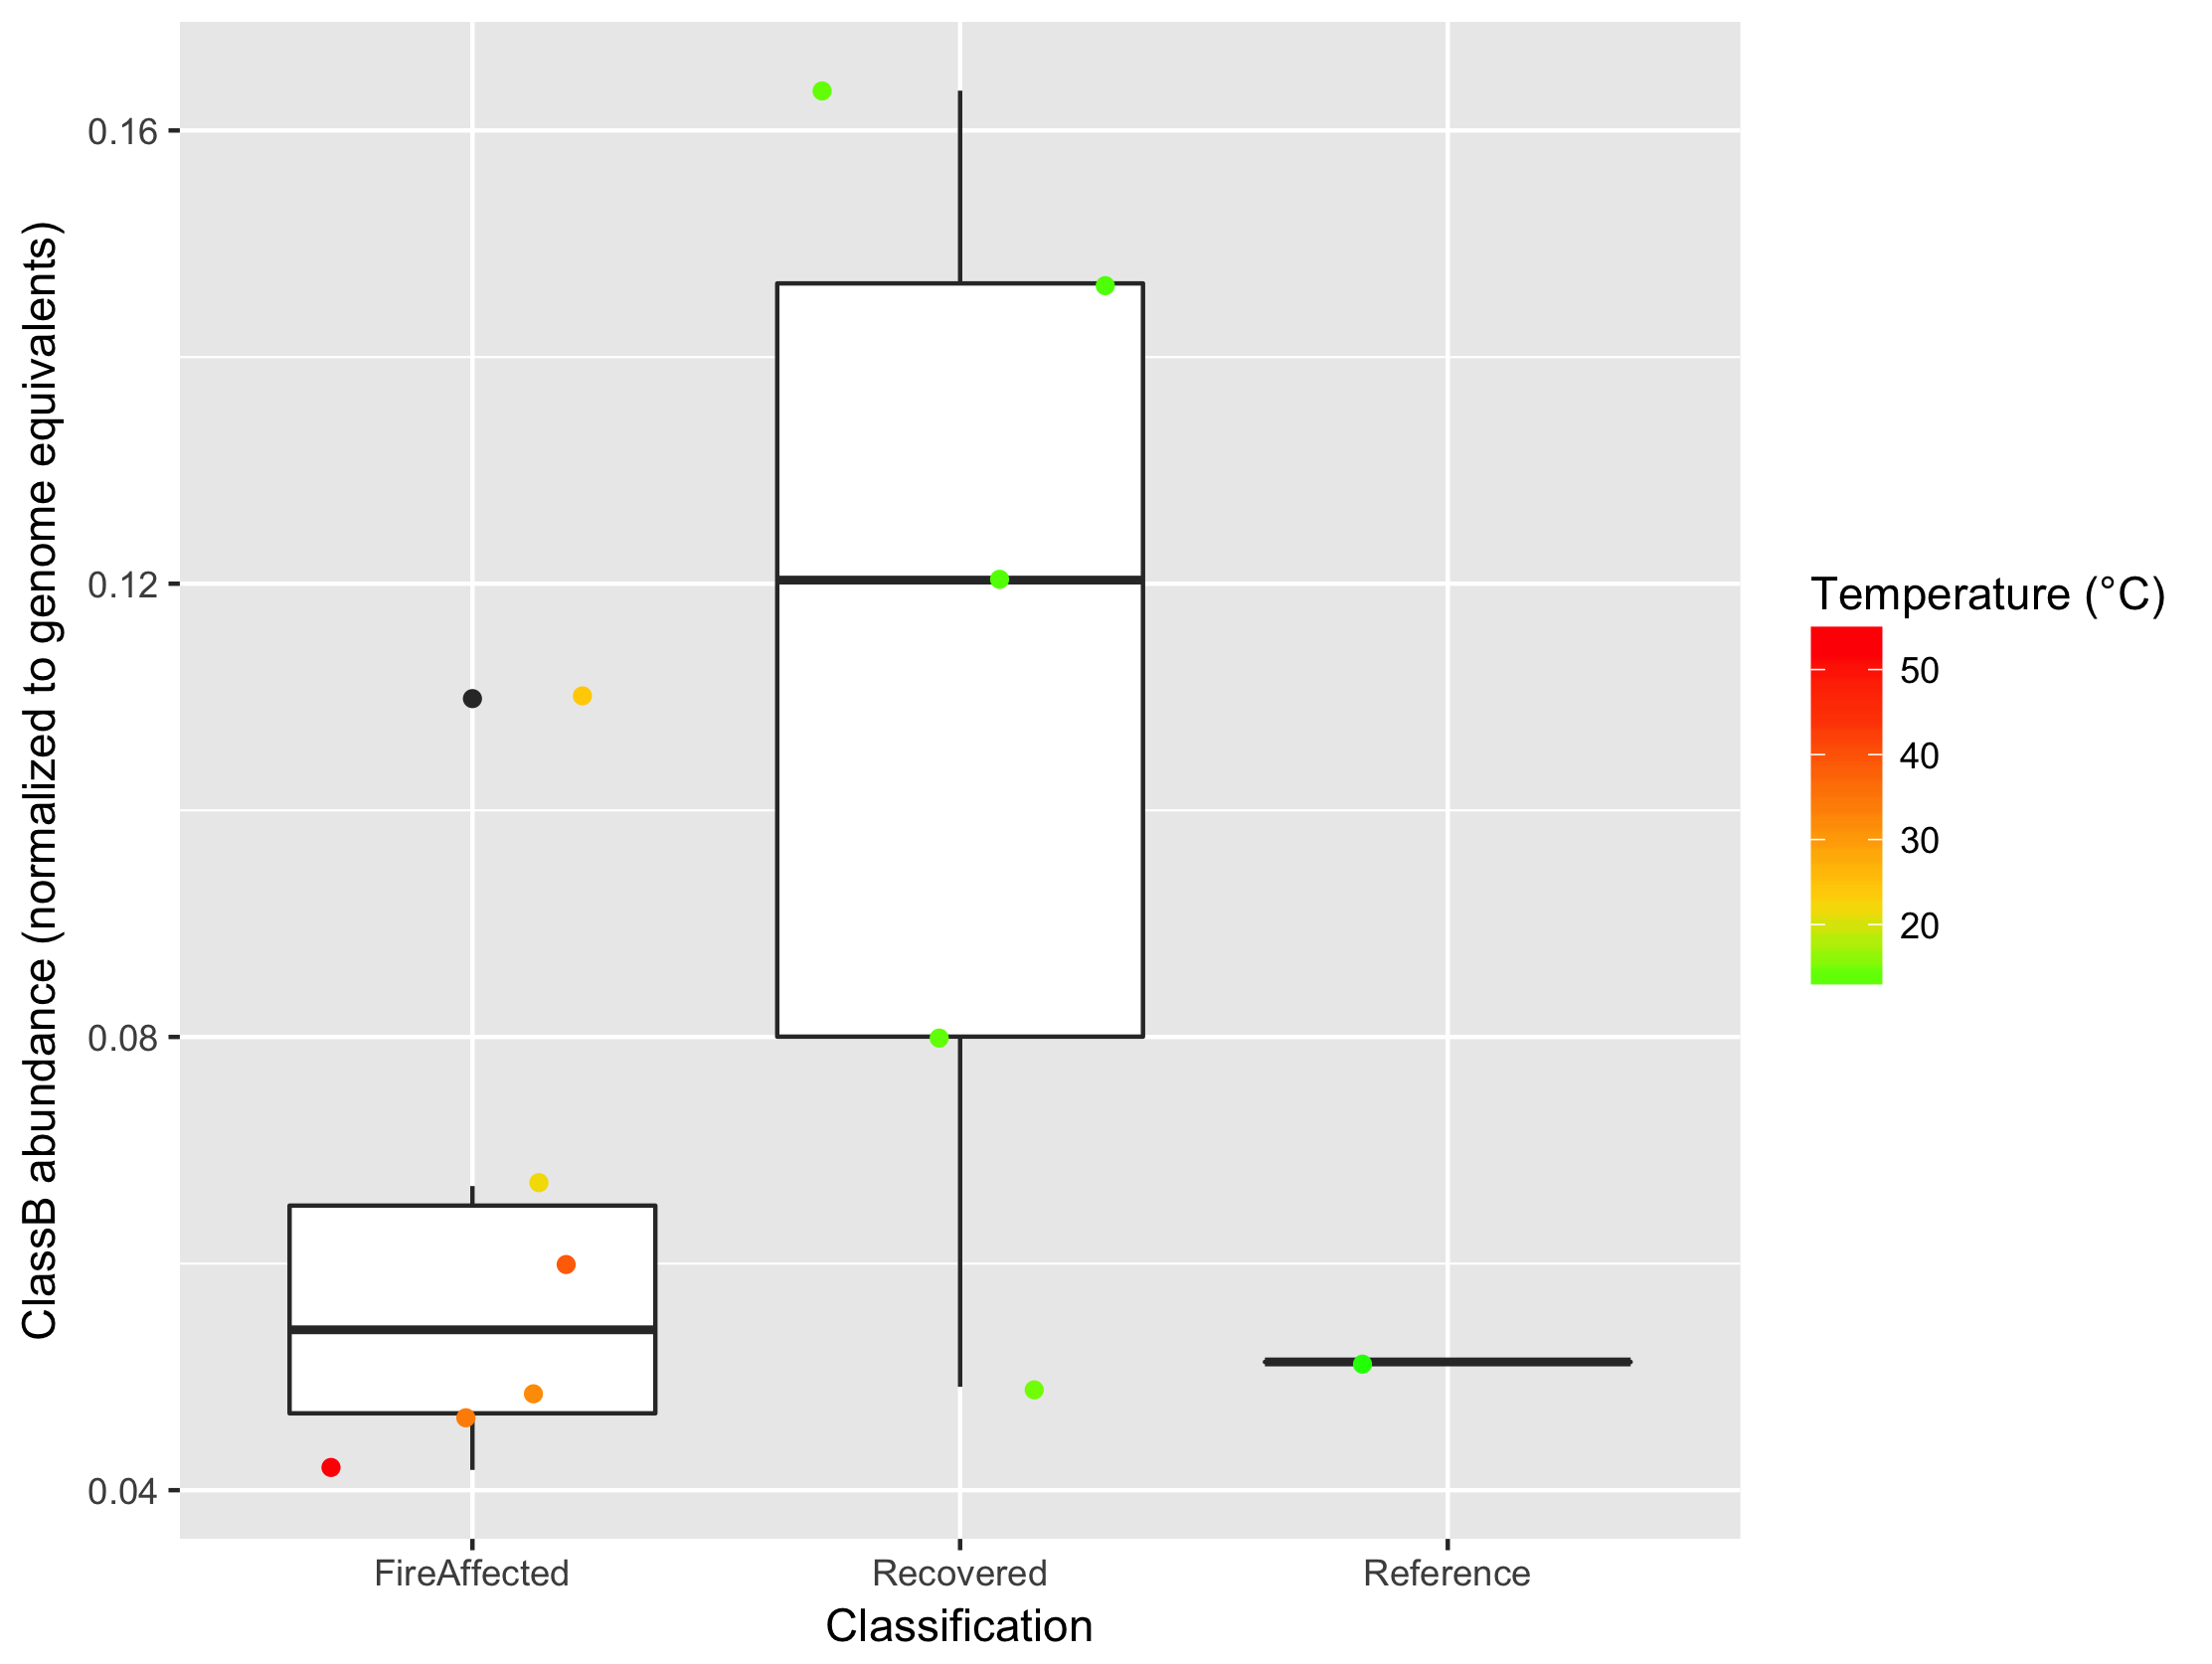 ClassB abundance (normalized to genome equivalents)
0.16
0.12
0.08
0.04
FireAffected
Recovered
Reference
Classification
Temperature (°C)
50
40
30
20